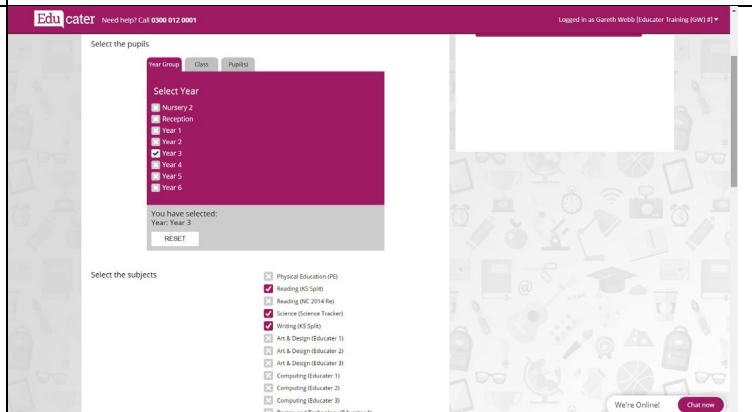 Educater Need help? Call 0300 012 0001
Logged in as Gareth Webb [Educater Training (GW) #]
Select the pupils
Year Group Class Pupil(s)
Select Year
Nursery 2
Reception
Year 1
Year 2
Year 3
Year 4
Year 5
Year 6
You have selected:
Year: Year 3
RESET
Select the subjects
Physical Education (PE)
Reading (KS Split)
Reading (NC 2014 Re)
Science (Science Tracker)
Writing (KS Split)
Art & Design (Educater 1)
Art & Design (Educater 2)
Art & Design (Educater 3)
Computing (Educater 1)
Computing (Educater 2)
Computing (Educater 3)
We're Online! Chat now